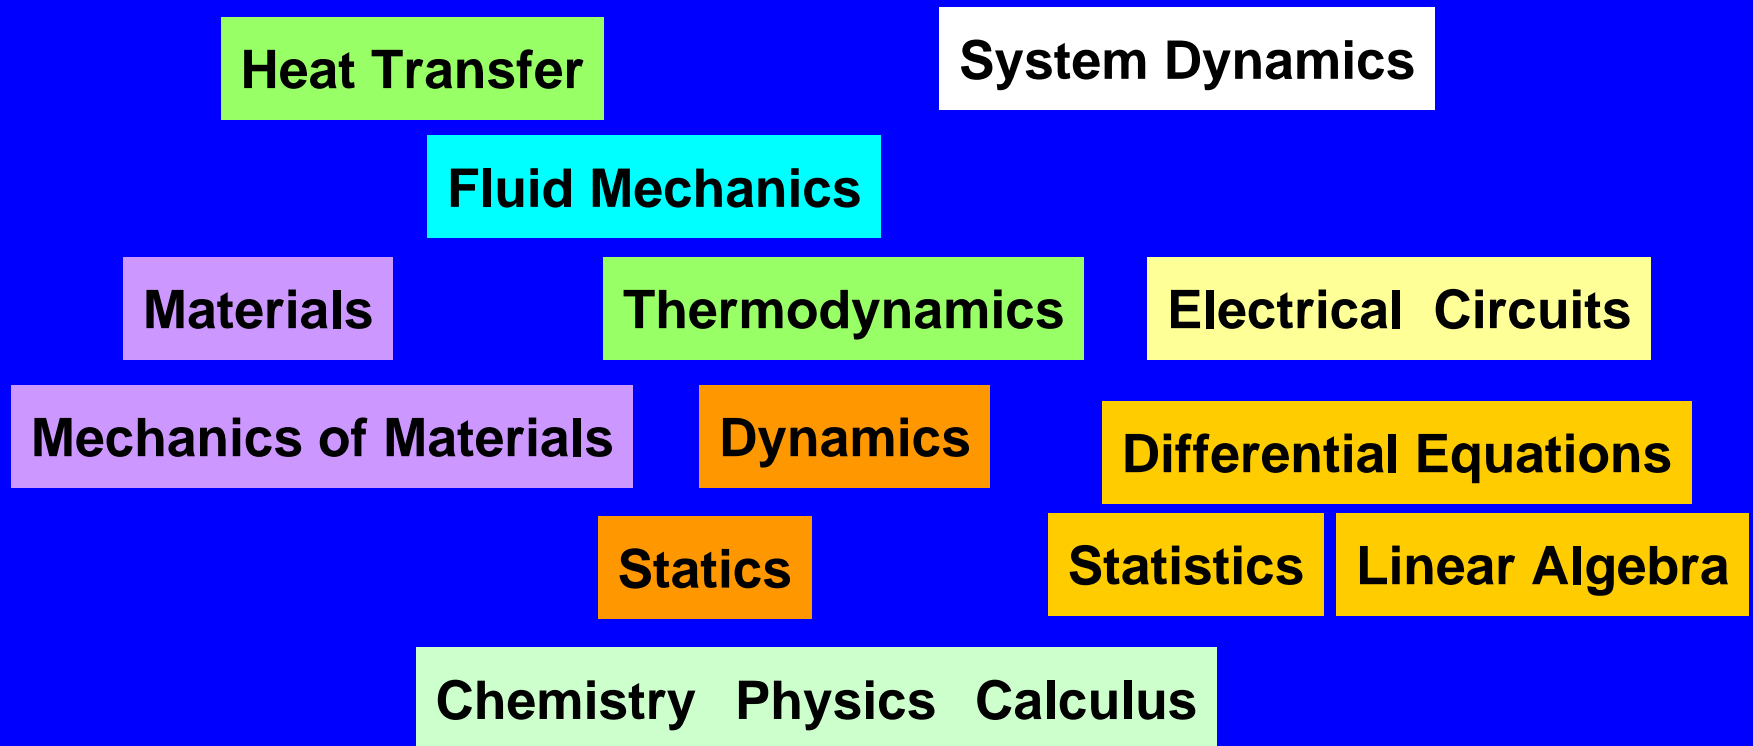 Heat Transfer
System Dynamics
Fluid Mechanics
Materials
Thermodynamics
Electrical Circuits
Mechanics of Materials
Dynamics
Differential Equations
Statics
Statistics
Linear Algebra
Chemistry Physics Calculus